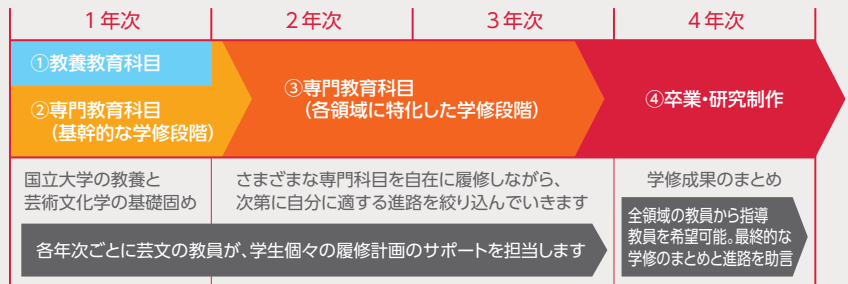 1年次
2年次
3年次
4年次
①教養教育科目
②専門教育科目
(基幹的な学修段階)
③専門教育科目
(各領域に特化した学修段階)
④卒業・研究制作
国立大学の教養と
芸術文化学の基礎固め
さまざまな専門科目を自在に履修しながら、
次第に自分に適する進路を絞り込んでいきます
学修成果のまとめ
各年次ごとに芸文の教員が、学生個々の履修計画のサポートを担当します
全領域の教員から指導
教員を希望可能。最終的な
学修のまとめと進路を助言